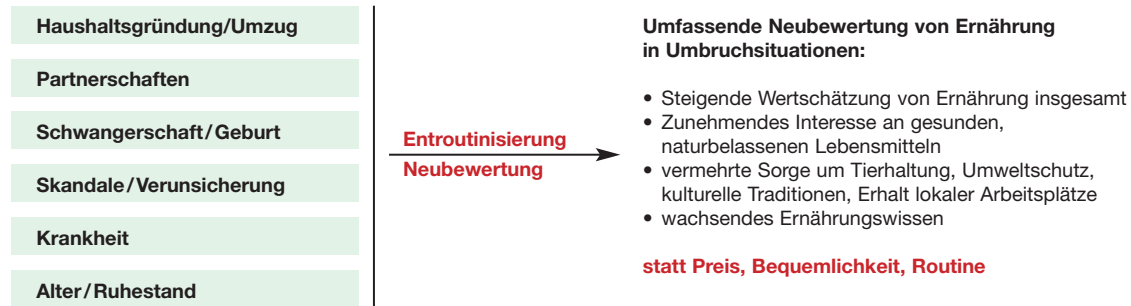 Haushaltsgründung/Umzug
Partnerschaften
Schwangerschaft/Geburt
Skandale/Verunsicherung
Krankheit
Alter/Ruhestand
Entroutinisierung
Neubewertung
Umfassende Neubewertung von Ernährung
in Umbruchsituationen:
• Steigende Wertschätzung von Ernährung insgesamt
• Zunehmendes Interesse an gesunden,
naturbelassenen Lebensmitteln
• vermehrte Sorge um Tierhaltung, Umweltschutz,
kulturelle Traditionen, Erhalt lokaler Arbeitsplätze
• wachsendes Ernährungswissen
statt Preis, Bequemlichkeit, Routine